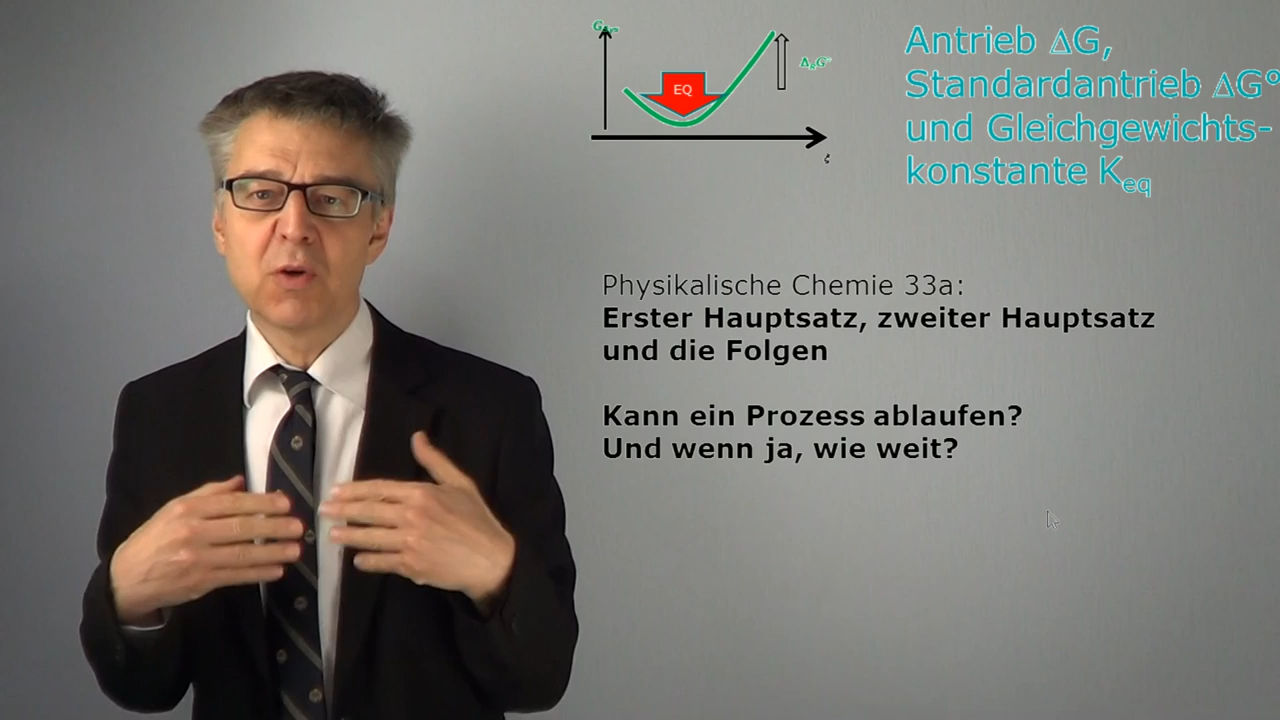 EQ
Antrieb ΔG,
Standardantrieb ΔG°
und Gleichgewichts-
konstante Keq
Physikalische Chemie 33a:
Erster Hauptsatz, zweiter Hauptsatz
und die Folgen
Kann ein Prozess ablaufen?
Und wenn ja, wie weit?